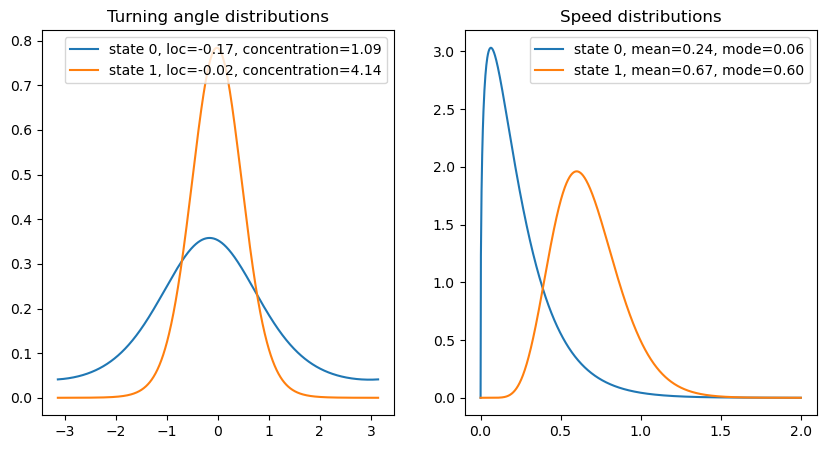 Turning angle distributions
state 0, loc=-0.17, concentration=1.09
state 1, loc=-0.02, concentration=4.14
0.8
0.7
0.6
0.5
0.4
0.3
0.2
0.1
0.0
−3 −2 −1 0 1 2 3
Speed distributions
state 0, mean=0.24, mode=0.06
state 1, mean=0.67, mode=0.60
3.0
2.5
2.0
1.5
1.0
0.5
0.0
0.0 0.5 1.0 1.5 2.0